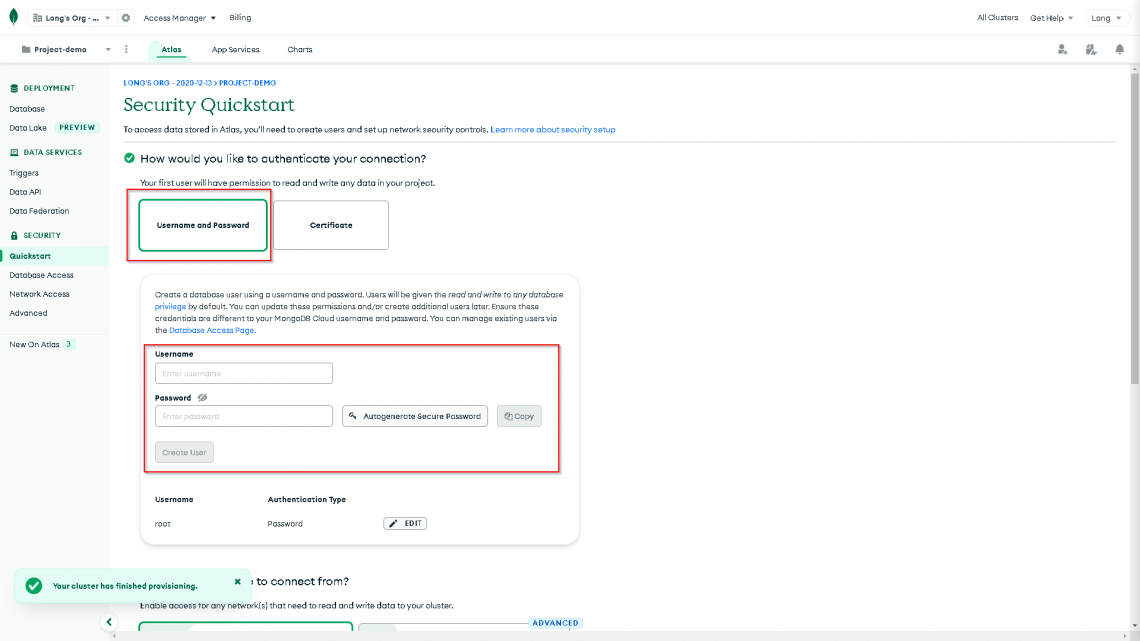 Long's Org - ...
Access Manager
Billing
All Clusters
Get Help
Long
Project-demo
Atlas
App Services
Charts
DEPLOYMENT
Database
Data Lake
PREVIEW
DATA SERVICES
Triggers
Data API
Data Federation
SECURITY
Quickstart
Database Access
Network Access
Advanced
New On Atlas 3
LONG'S ORG - 2020-12-13 > PROJECT-DEMO
Security Quickstart
To access data stored in Atlas, you'll need to create users and set up network security controls. Learn more about security setup
How would you like to authenticate your connection?
Your first user will have permission to read and write any data in your project.
Username and Password
Certificate
Create a database user using a username and password. Users will be given the read and write to any database
privilege by default. You can update these permissions and/or create additional users later. Ensure these
credentials are different to your MongoDB Cloud username and password. You can manage existing users via
the Database Access Page.
Username
Enter username
Password
Enter password
Autogenerate Secure Password
Copy
Create User
Username
Authentication Type
root
Password
EDIT
Your cluster has finished provisioning.
e to connect from?
Enable access for any network(s) that need to read and write data to your cluster.
ADVANCED